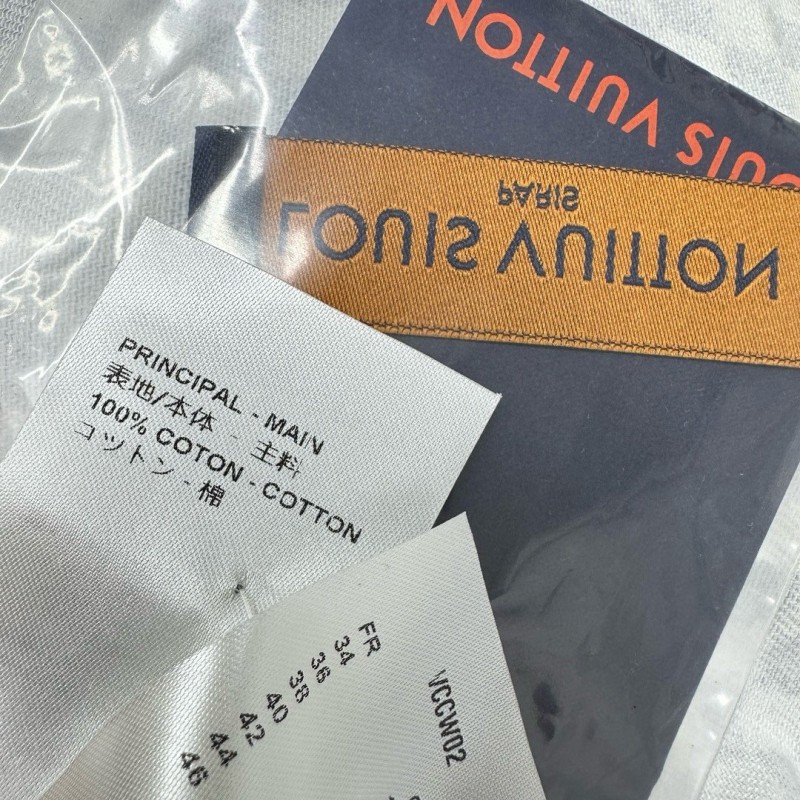 LOUIS VUITTON
LOUIS VUITTON
PARIS
PRINCIPAL - MAIN
表地/本体 - 主料
100% COTON - COTTON
コットン - 棉
FR
34
36
38
40
42
44
46
VCCW02